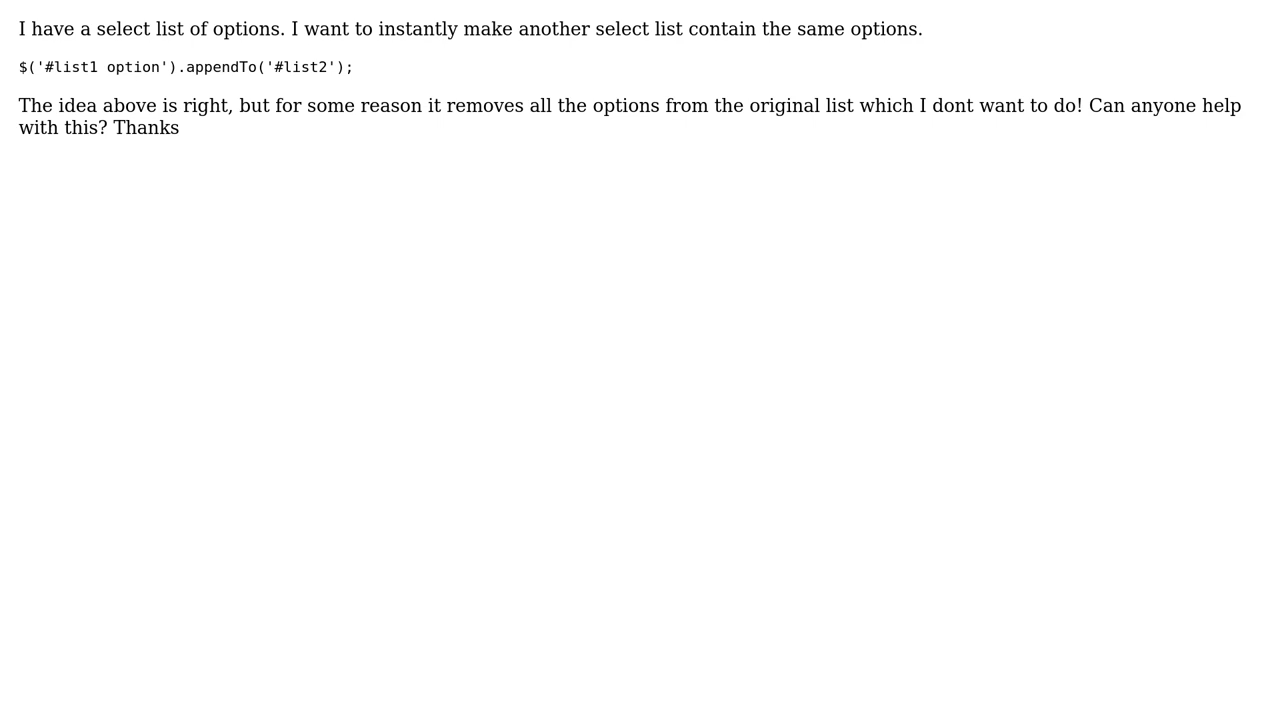 I have a select list of options. I want to instantly make another select list contain the same options.
$('#list1 option').appendTo('#list2');
The idea above is right, but for some reason it removes all the options from the original list which I dont want to do! Can anyone help
with this? Thanks